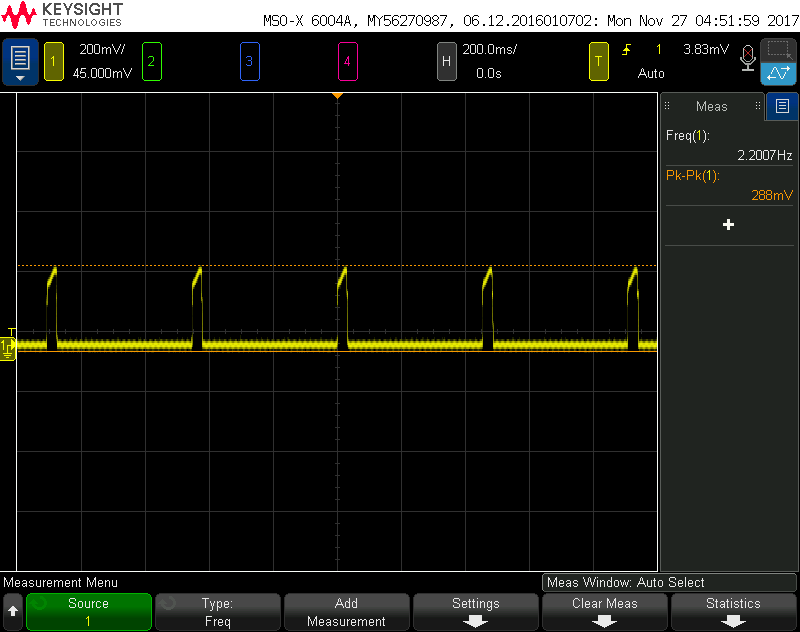 KEYSIGHT
TECHNOLOGIES
MSO-X 6004A, MY56270987, 06.12.2016010702: Mon Nov 27 04:51:59 2017
1
200mV/
45.000mV
2
3
4
H
200.0ms/
0.0s
T
1
3.83mV
Auto
Meas
Freq(1):
2.2007Hz
Pk-Pk(1):
288mV
+
T
1
Measurement Menu
Meas Window: Auto Select
Source
1
Type:
Freq
Add
Measurement
Settings
Clear Meas
Statistics